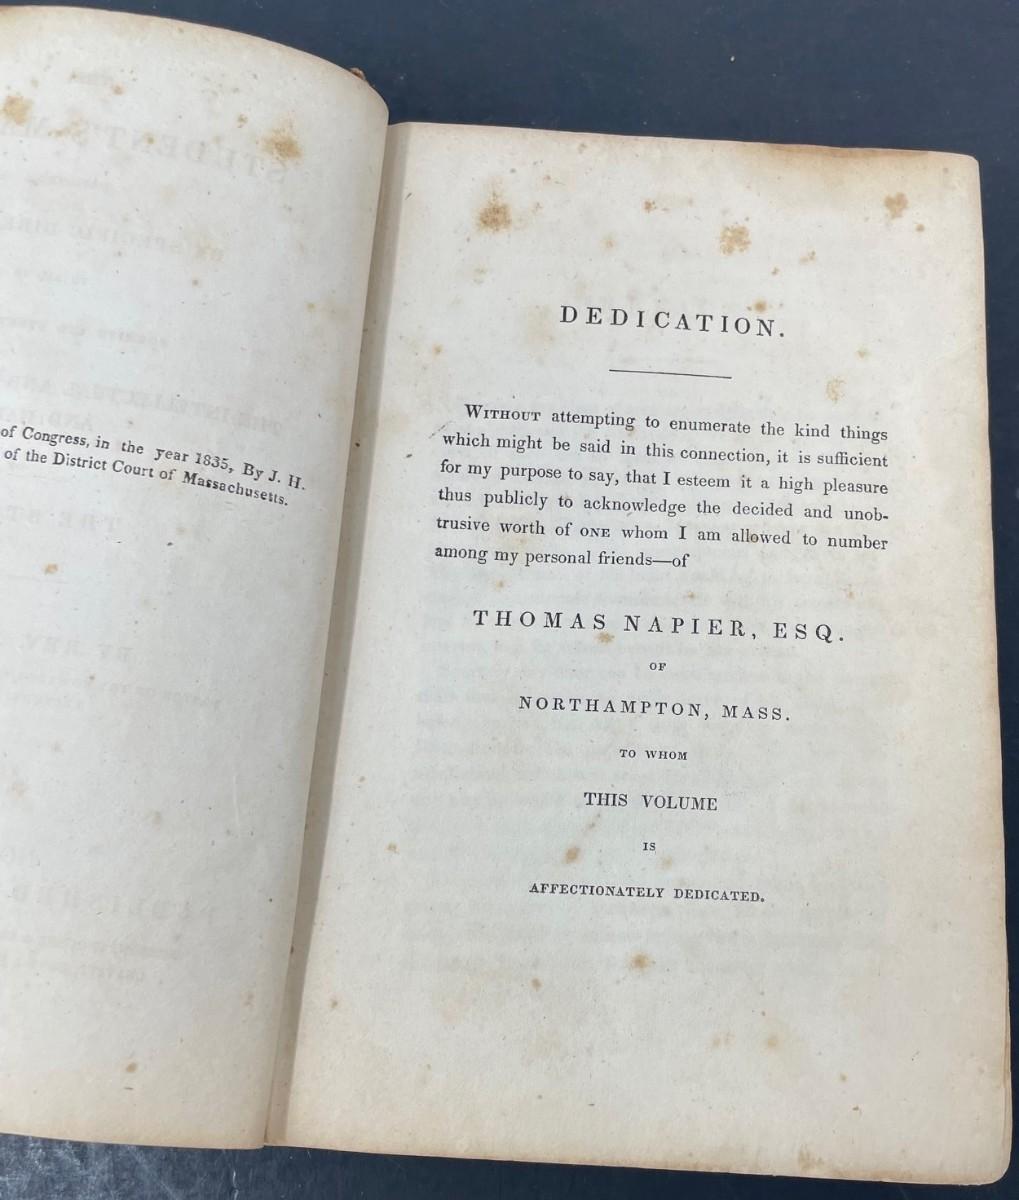 of Congress, in the year 1835, By J. H.
of the District Court of Massachusetts.
DEDICATION.
WITHOUT attempting to enumerate the kind things
which might be said in this connection, it is sufficient
for my purpose to say, that I esteem it a high pleasure
thus publicly to acknowledge the decided and unob-
trusive worth of ONE whom I am allowed to number
among my personal friends—of
THOMAS NAPIER, ESQ.
OF
NORTHAMPTON, MASS.
TO WHOM
THIS VOLUME
IS
AFFECTIONATELY DEDICATED.